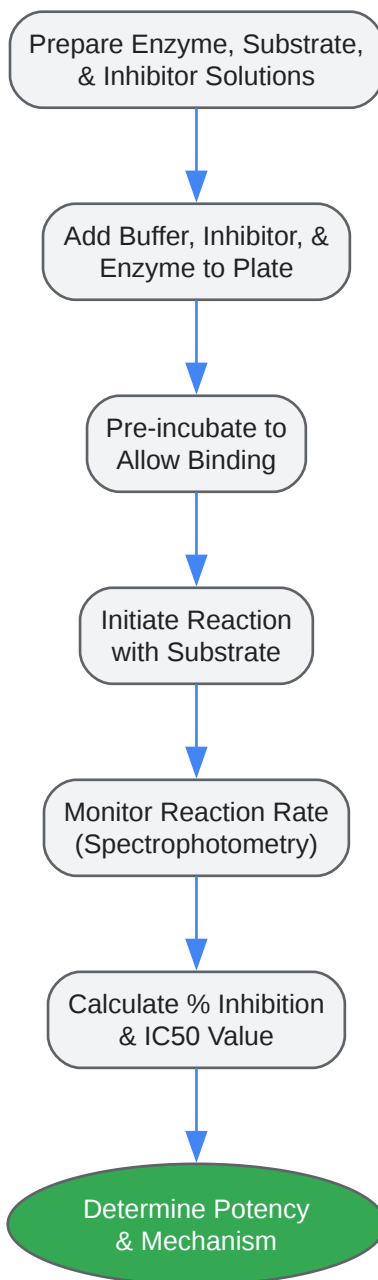 Prepare Enzyme, Substrate,
& Inhibitor Solutions
Add Buffer, Inhibitor, &
Enzyme to Plate
Pre-incubate to
Allow Binding
Initiate Reaction
with Substrate
Monitor Reaction Rate
(Spectrophotometry)
Calculate % Inhibition
& IC50 Value
Determine Potency
& Mechanism